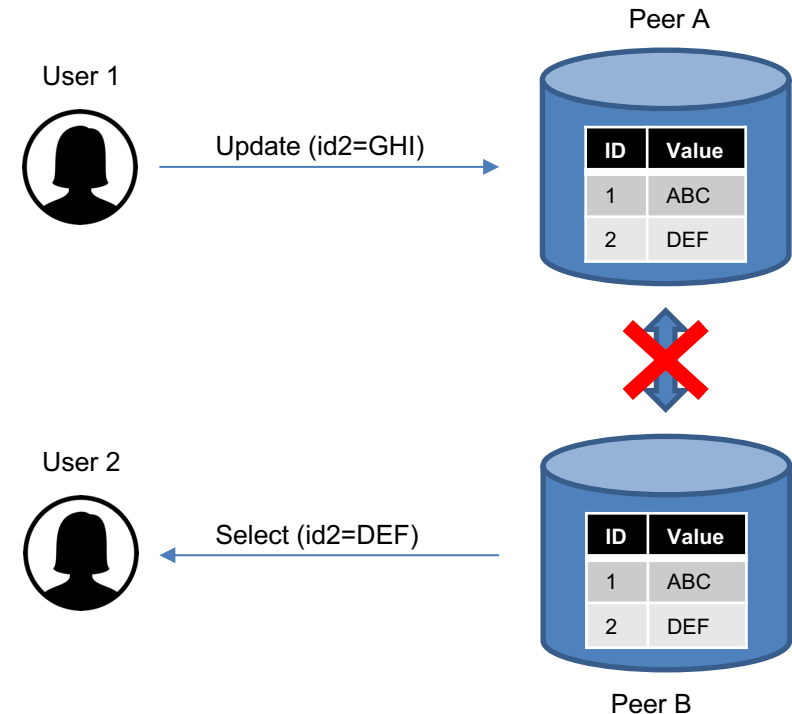 Peer A
User 1
Update (id2=GHI)
ID Value
1 ABC
2 DEF
User 2
Select (id2=DEF)
ID Value
1 ABC
2 DEF
Peer B